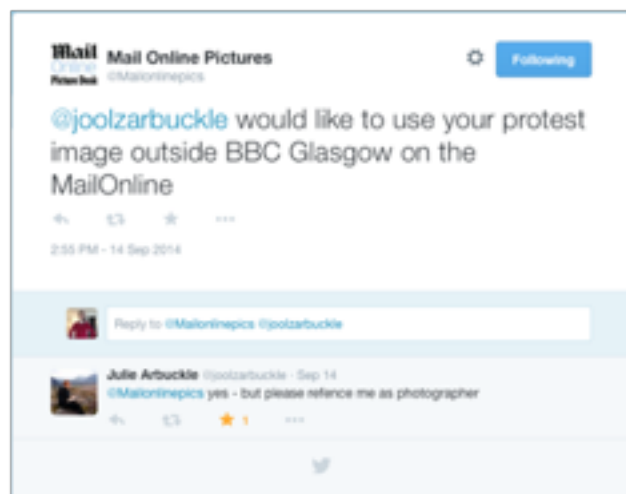 Mail
Online
Picture Desk
Mail Online Pictures
@Mailonlinepics
Following
@joolzarbuckle would like to use your protest
image outside BBC Glasgow on the
MailOnline
2:55 PM - 14 Sep 2014
Reply to @Mailonlinepics @joolzarbuckle
Julie Arbuckle @joolzarbuckle · Sep 14
@Mailonlinepics yes - but please refence me as photographer
1